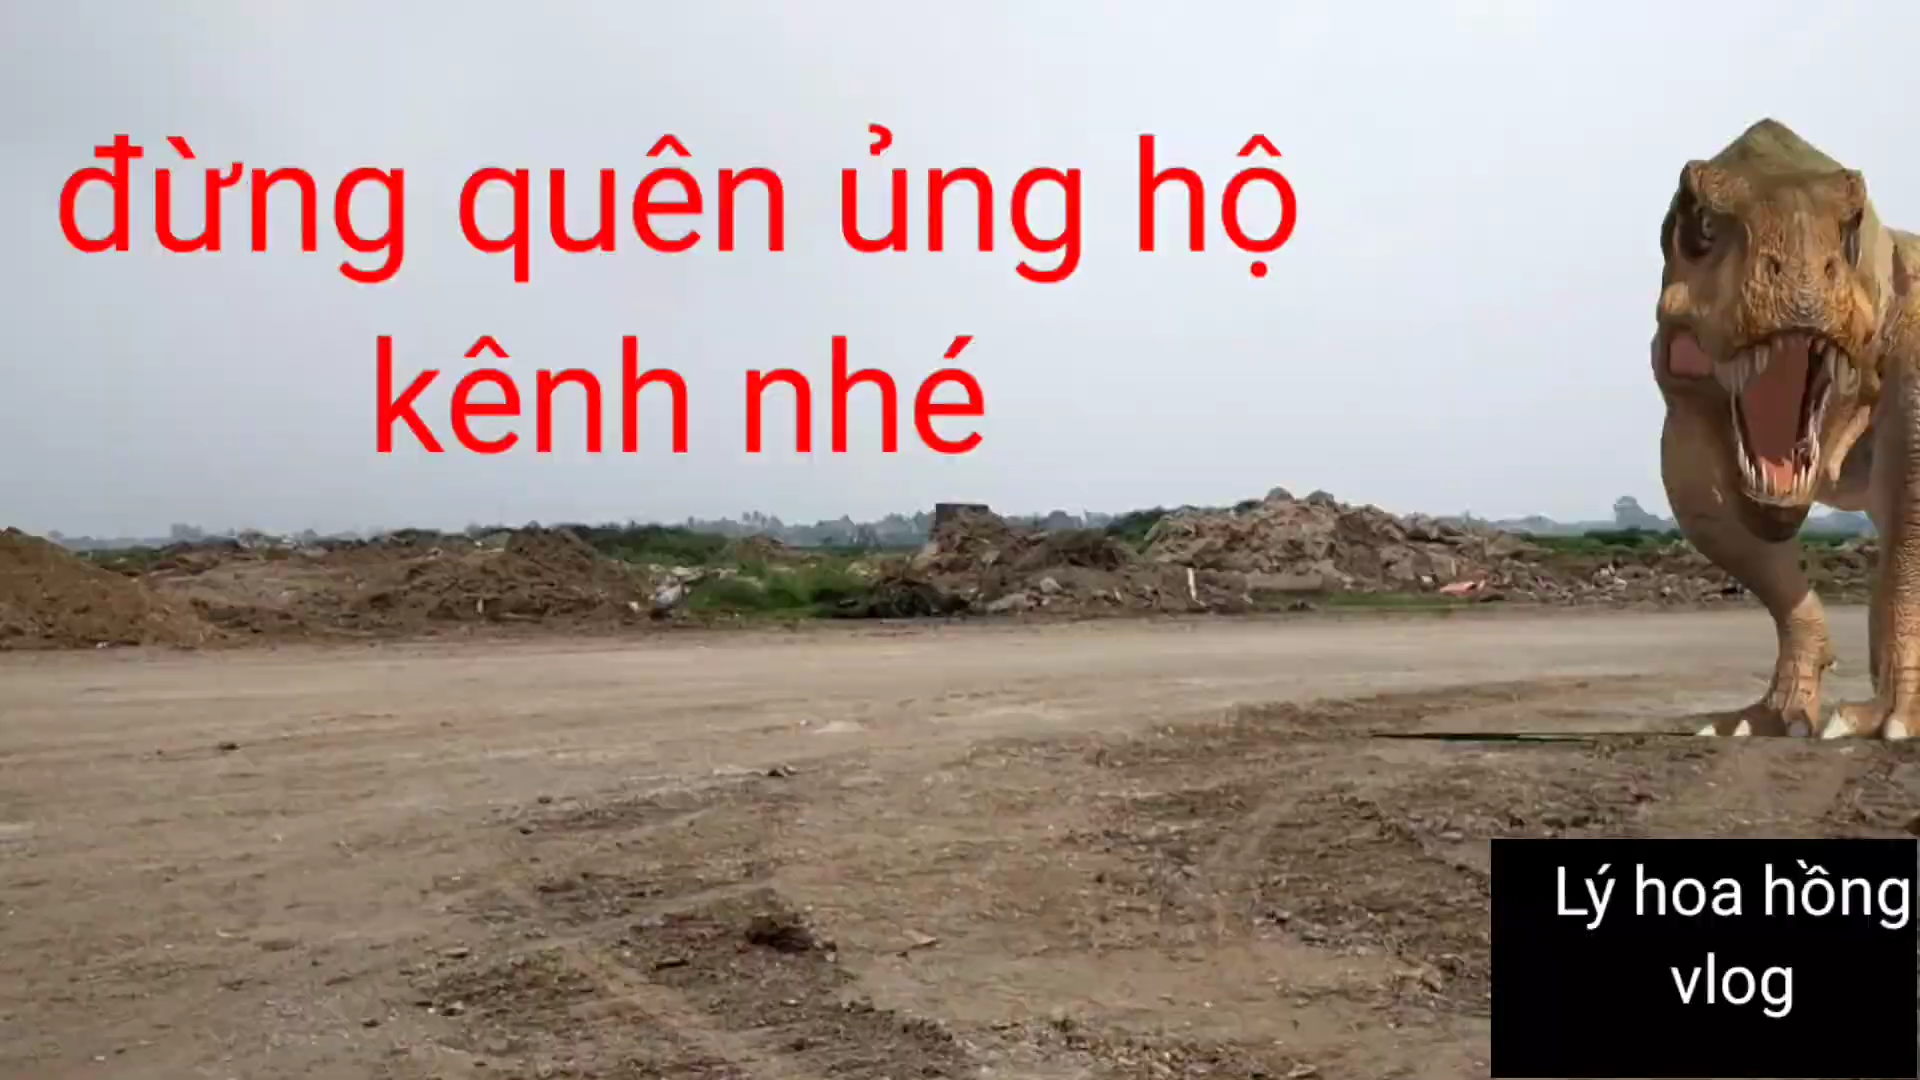 đừng quên ủng hộ
kênh nhé
Lý hoa hồng
vlog